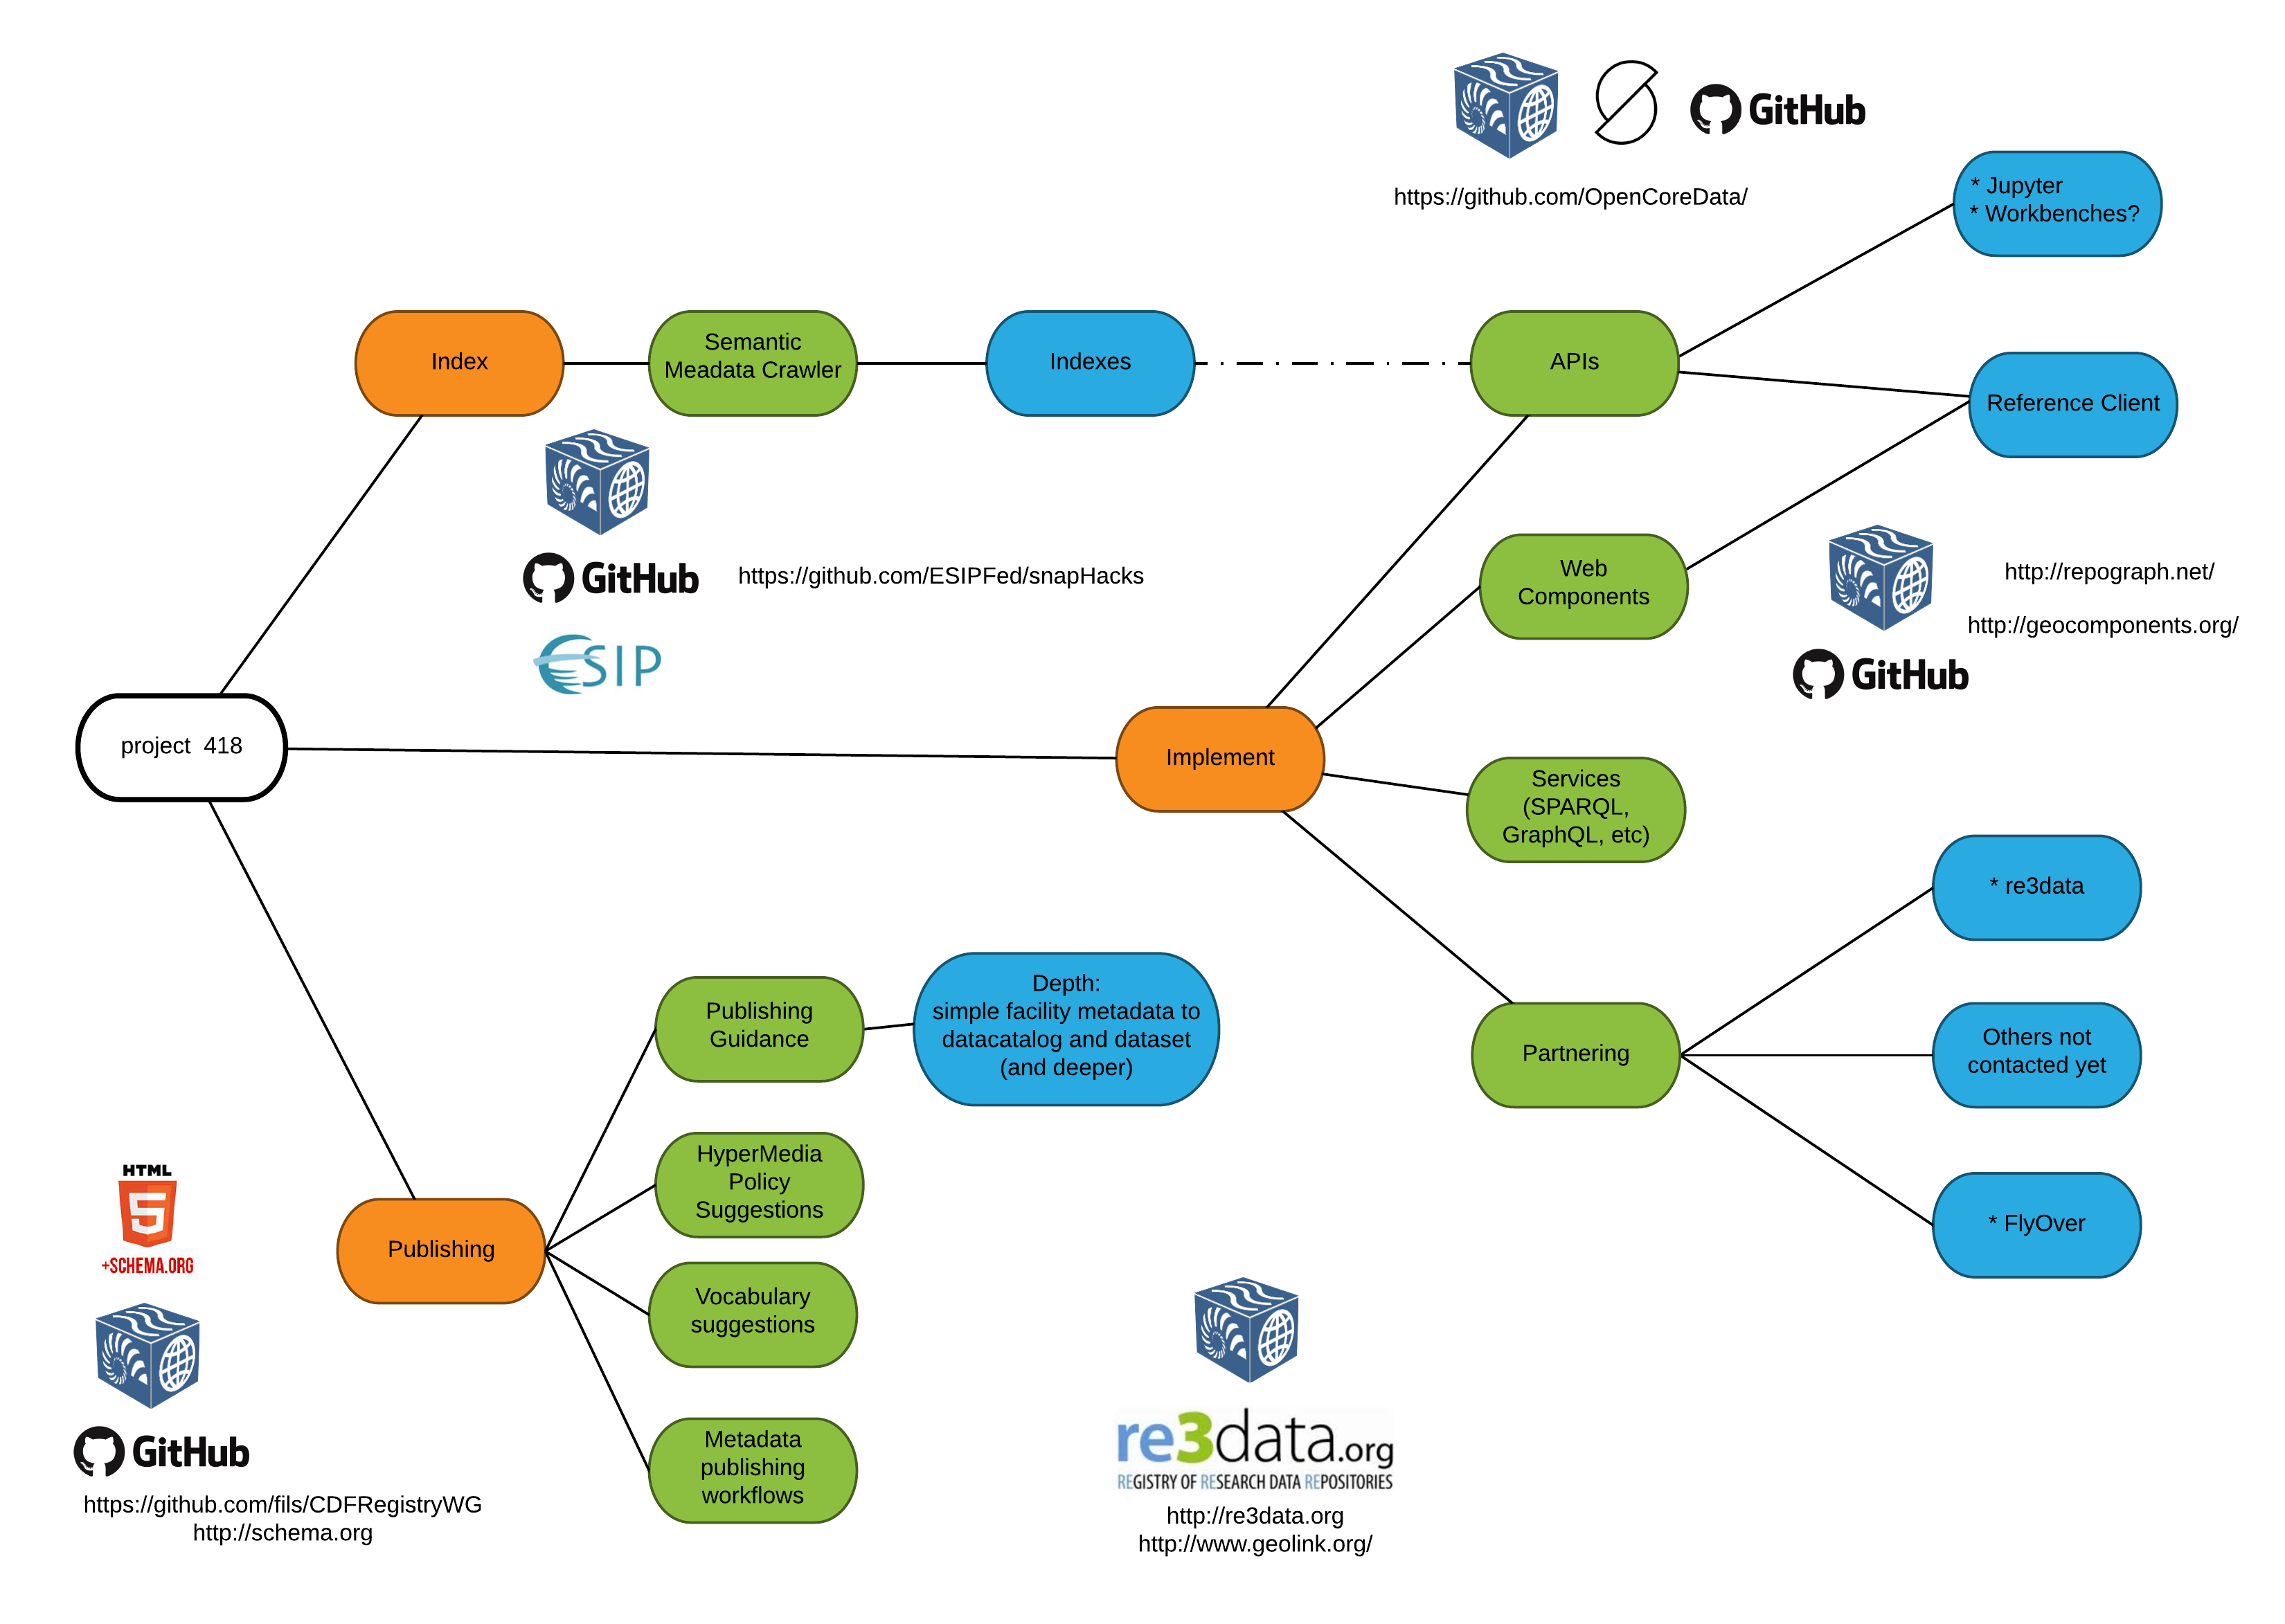 GitHub
https://github.com/OpenCoreData/
* Jupyter
* Workbenches?
Index
Semantic
Meadata Crawler
Indexes
APIs
Reference Client
GitHub
https://github.com/ESIPFed/snapHacks
ESIP
Web
Components
http://repograph.net/
http://geocomponents.org/
GitHub
project 418
Implement
Services
(SPARQL,
GraphQL, etc)
* re3data
Publishing
Guidance
Depth:
simple facility metadata to
datacatalog and dataset
(and deeper)
Partnering
Others not
contacted yet
HyperMedia
Policy
Suggestions
HTML
5
+SCHEMA.ORG
Publishing
* FlyOver
Vocabulary
suggestions
GitHub
https://github.com/fils/CDFRegistryWG
http://schema.org
Metadata
publishing
workflows
re3data.org
REGISTRY OF RESEARCH DATA REPOSITORIES
http://re3data.org
http://www.geolink.org/